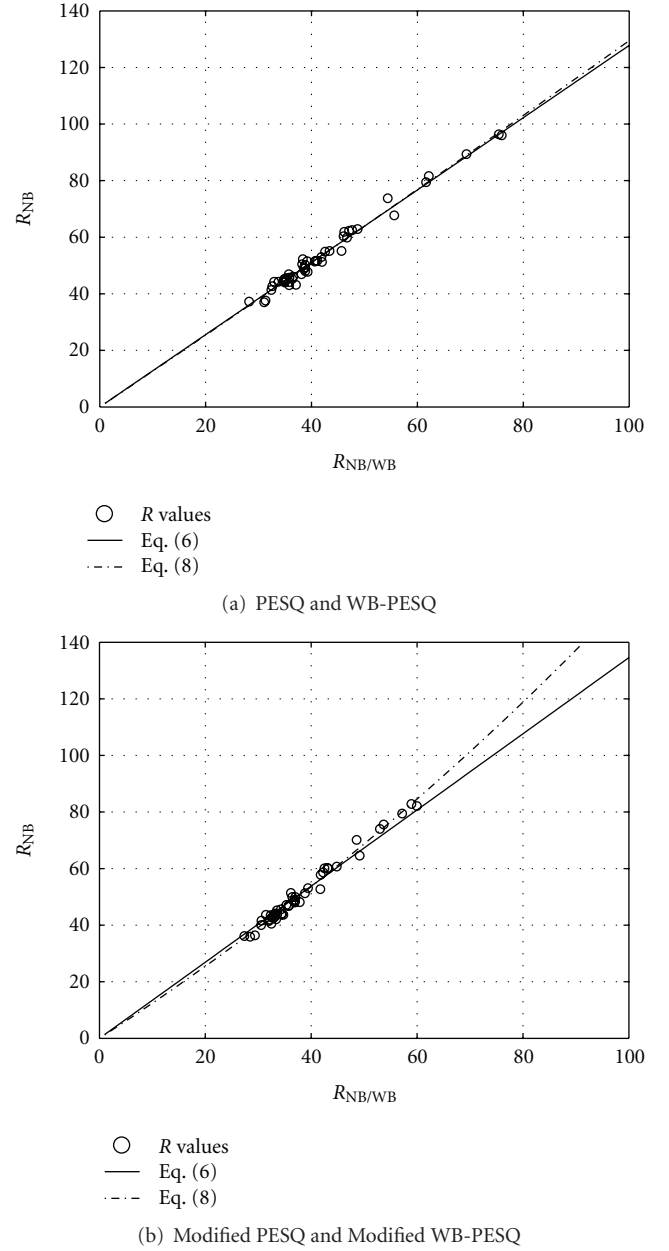 140
120
100
80
60
40
20
0
R_NB
0 20 40 60 80 100
R_NB/WB
R values
Eq. (6)
Eq. (8)
(a) PESQ and WB-PESQ
140
120
100
80
60
40
20
0
R_NB
0 20 40 60 80 100
R_NB/WB
R values
Eq. (6)
Eq. (8)
(b) Modified PESQ and Modified WB-PESQ